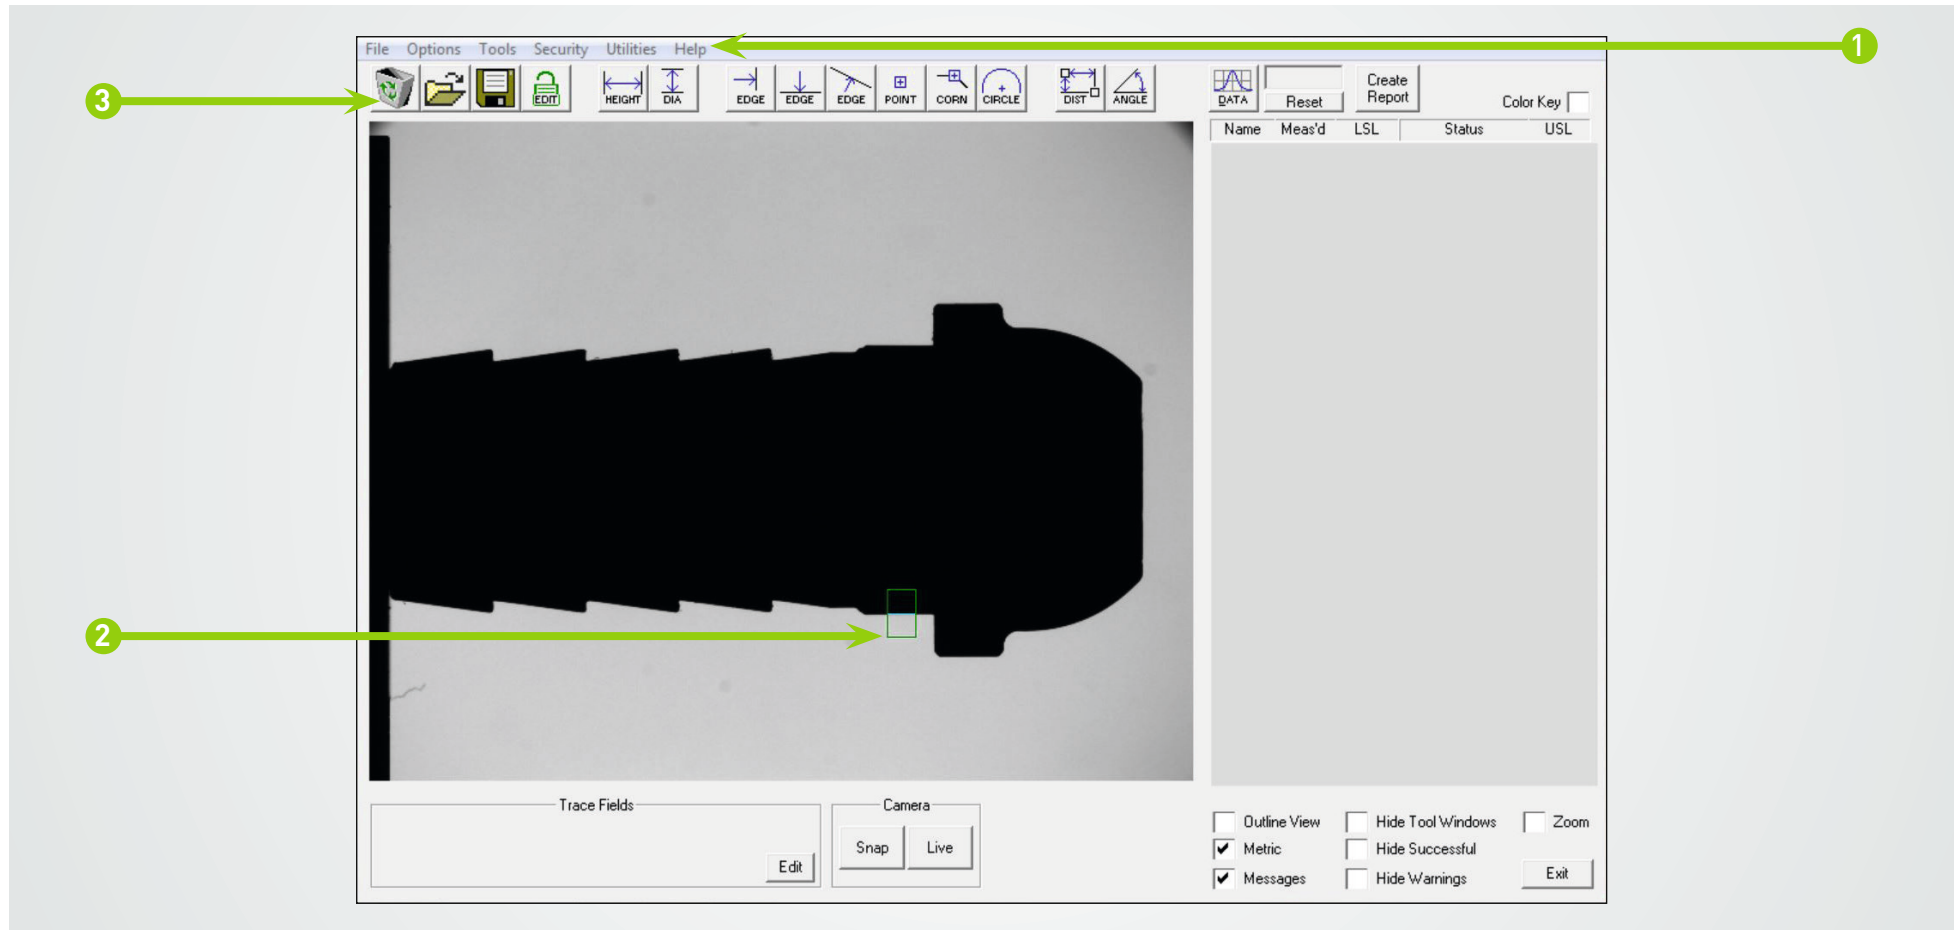 File Options Tools Security Utilities Help
1
3
EDIT HEIGHT DIA EDGE EDGE EDGE POINT CORN CIRCLE DIST ANGLE DATA Reset Create Report Color Key
Name Meas'd LSL Status USL
2
Trace Fields
Edit
Camera
Snap Live
Outline View Hide Tool Windows Zoom
Metric Hide Successful
Messages Hide Warnings Exit